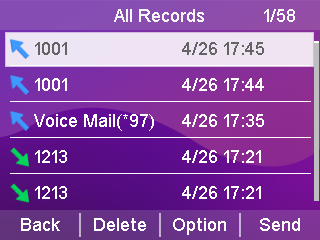 All Records 1/58
1001 4/26 17:45
1001 4/26 17:44
Voice Mail(*97) 4/26 17:35
1213 4/26 17:21
1213 4/26 17:21
Back Delete Option Send